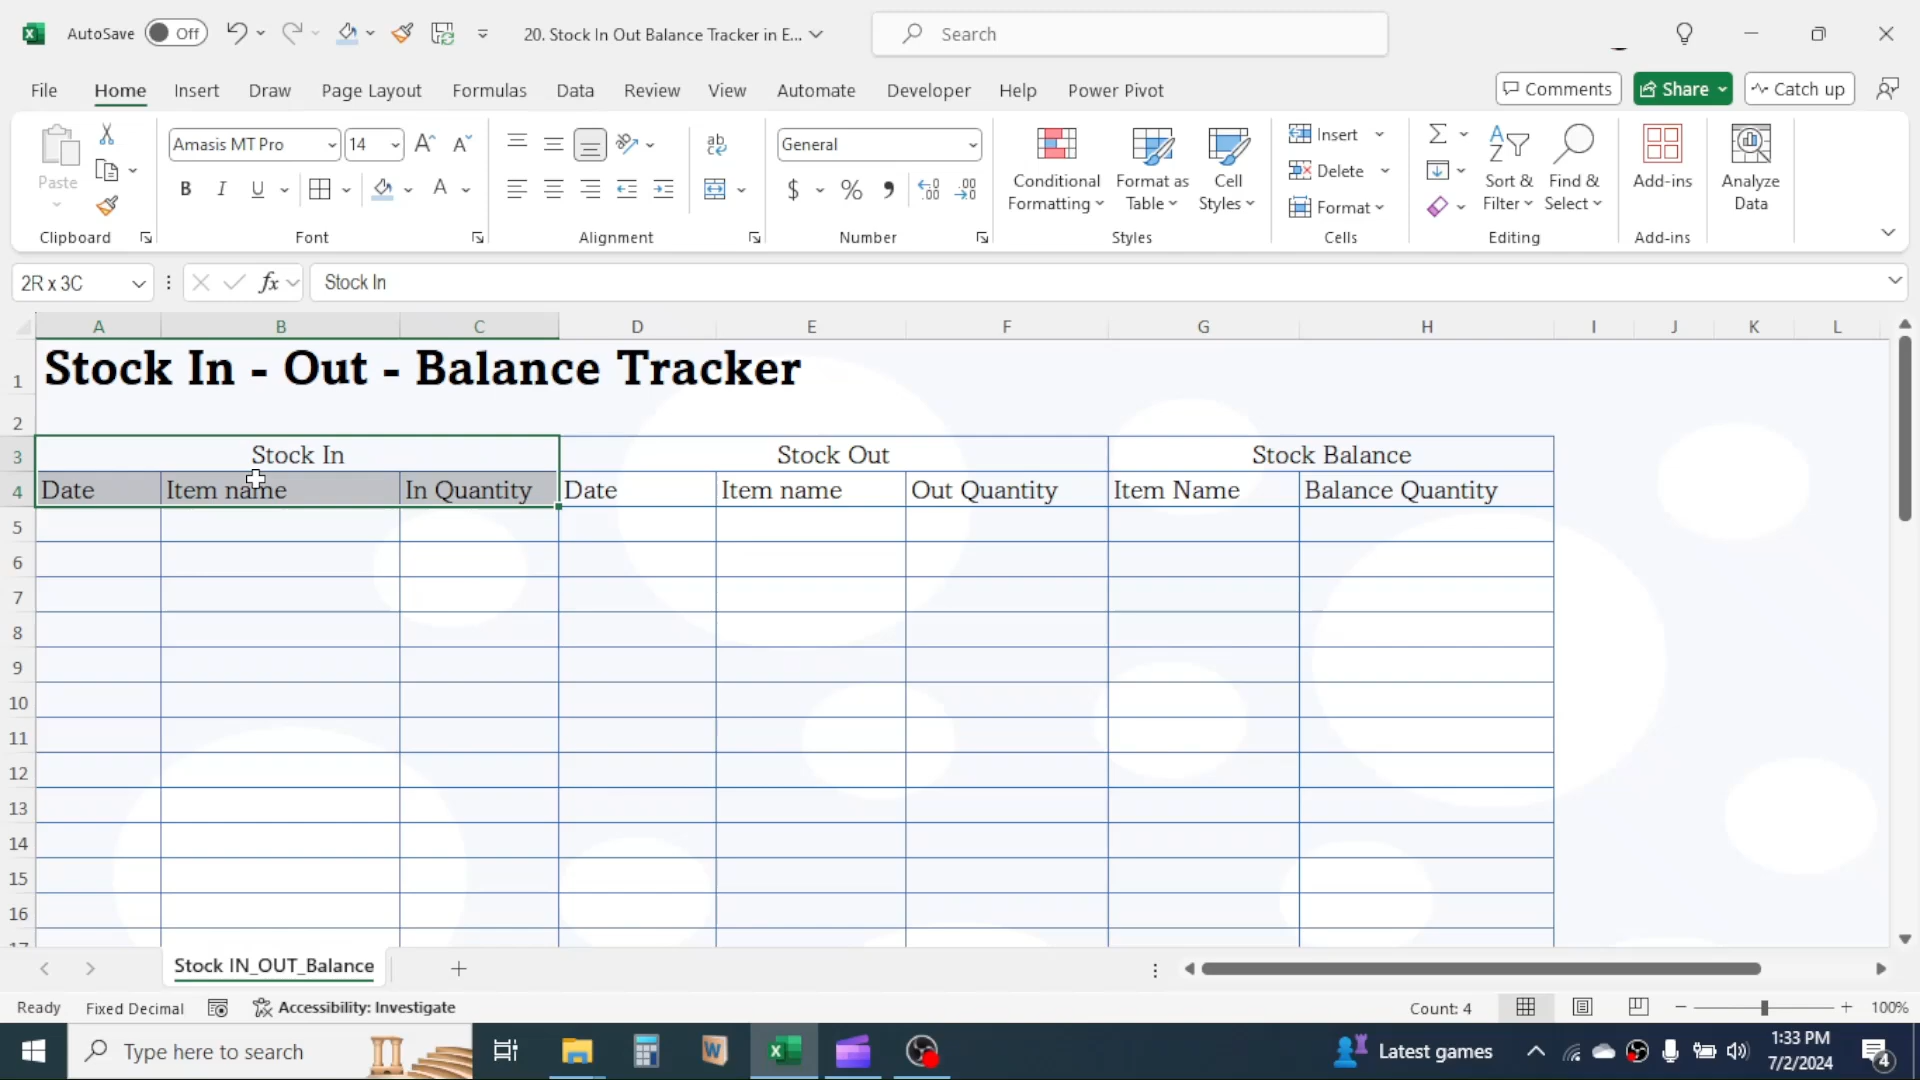 AutoSave Off 20. Stock In Out Balance Tracker in E... Search
File Home Insert Draw Page Layout Formulas Data Review View Automate Developer Help Power Pivot Comments Share Catch up
Paste Amasis MT Pro 14 General Conditional Formatting Format as Table Cell Styles Insert Delete Format Sort & Filter Find & Select Add-ins Analyze Data
B I U A ab c $ % 9 .00
Clipboard Font Alignment Number Styles Cells Editing Add-ins
2R x 3C fx Stock In
A B C D E F G H I J K L
1 Stock In - Out - Balance Tracker
2
3 Stock In Stock Out Stock Balance
4 Date Item name In Quantity Date Item name Out Quantity Item Name Balance Quantity
5
6
7
8
9
10
11
12
13
14
15
16
17
Stock IN_OUT_Balance
Ready Fixed Decimal Accessibility: Investigate Count: 4 100%
Type here to search W Latest games 1:33 PM
7/2/2024 4